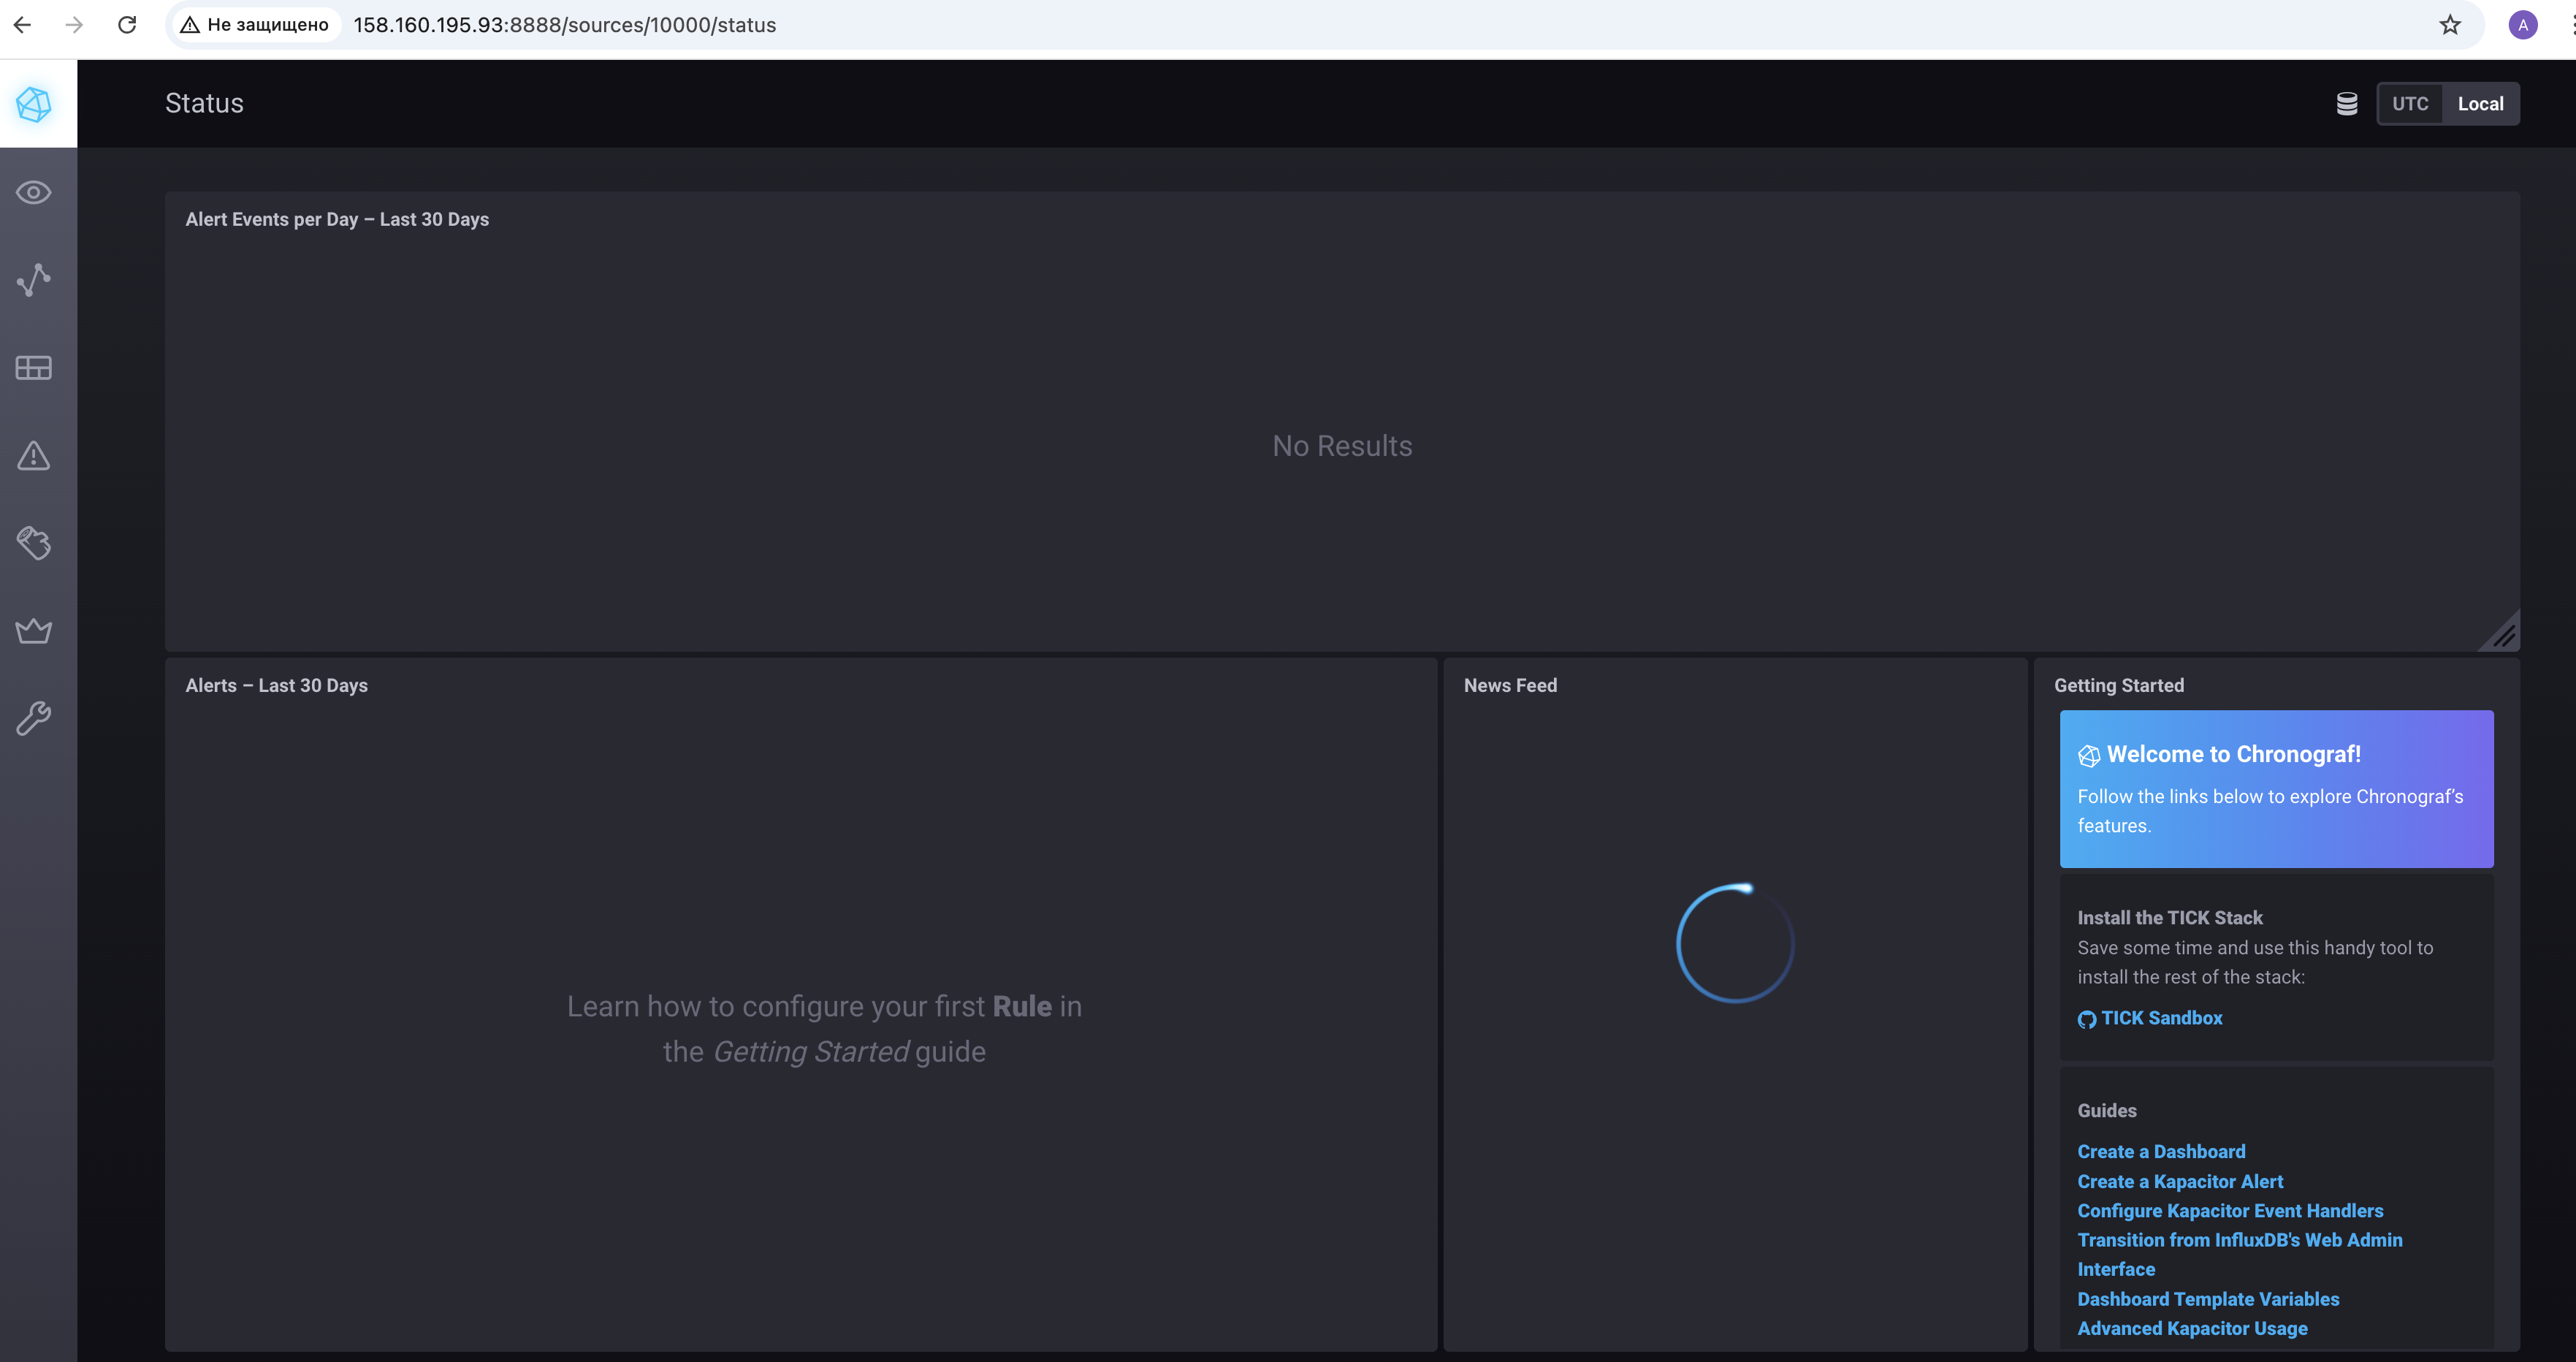 Не защищено
158.160.195.93:8888/sources/10000/status
A
Status
UTC
Local
Alert Events per Day – Last 30 Days
No Results
Alerts – Last 30 Days
Learn how to configure your first Rule in
the Getting Started guide
News Feed
Getting Started
Welcome to Chronograf!
Follow the links below to explore Chronograf’s
features.
Install the TICK Stack
Save some time and use this handy tool to
install the rest of the stack:
TICK Sandbox
Guides
Create a Dashboard
Create a Kapacitor Alert
Configure Kapacitor Event Handlers
Transition from InfluxDB's Web Admin
Interface
Dashboard Template Variables
Advanced Kapacitor Usage